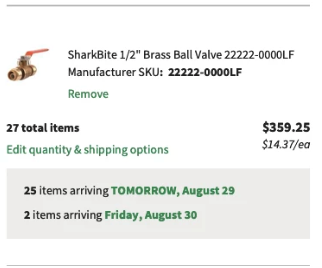 SharkBite 1/2" Brass Ball Valve 22222-0000LF
Manufacturer SKU: 22222-0000LF
Remove
27 total items
$359.25
Edit quantity & shipping options
$14.37/ea
25 items arriving TOMORROW, August 29
2 items arriving Friday, August 30